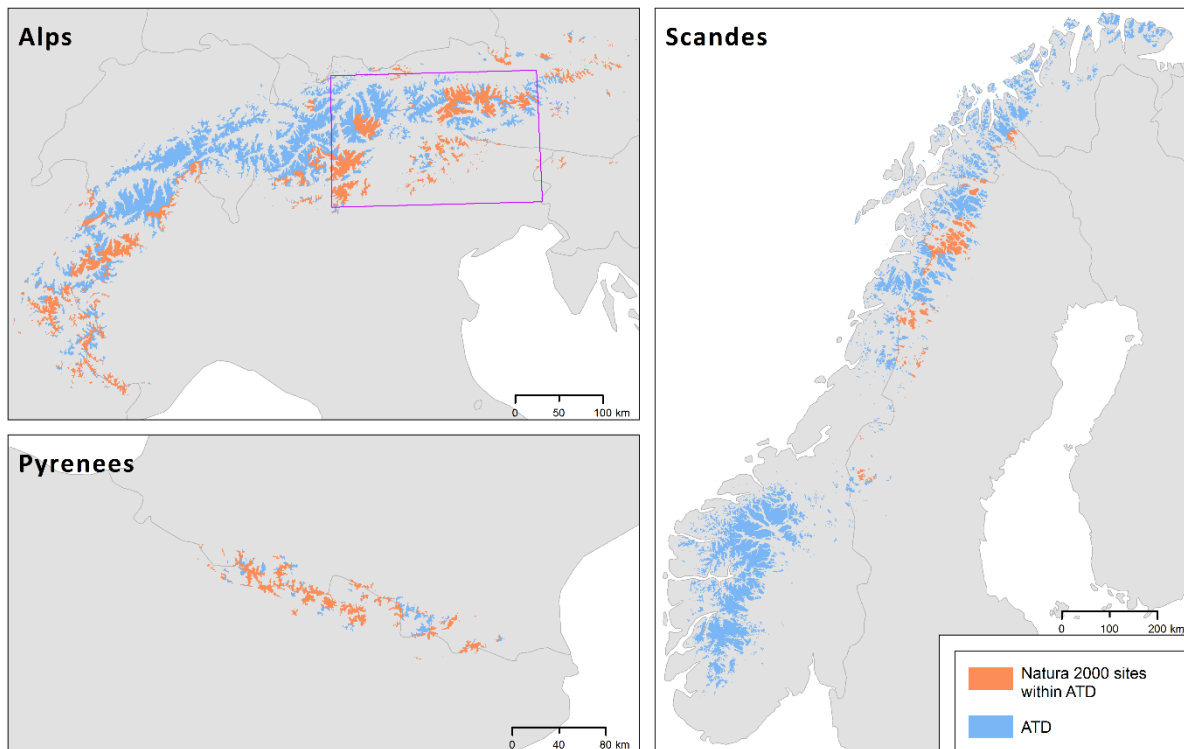 Alps
0 50 100 km
Pyrenees
0 40 80 km
Scandes
0 100 200 km
Natura 2000 sites
within ATD
ATD